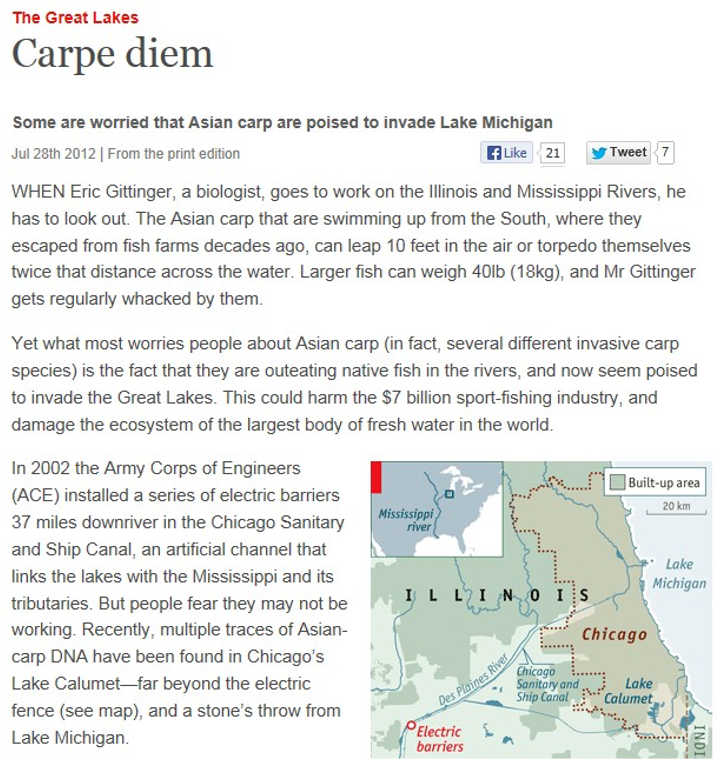 The Great Lakes
Carpe diem
Some are worried that Asian carp are poised to invade Lake Michigan
Jul 28th 2012 | From the print edition
Like 21
Tweet 7
WHEN Eric Gittinger, a biologist, goes to work on the Illinois and Mississippi Rivers, he
has to look out. The Asian carp that are swimming up from the South, where they
escaped from fish farms decades ago, can leap 10 feet in the air or torpedo themselves
twice that distance across the water. Larger fish can weigh 40lb (18kg), and Mr Gittinger
gets regularly whacked by them.
Yet what most worries people about Asian carp (in fact, several different invasive carp
species) is the fact that they are outeating native fish in the rivers, and now seem poised
to invade the Great Lakes. This could harm the $7 billion sport-fishing industry, and
damage the ecosystem of the largest body of fresh water in the world.
In 2002 the Army Corps of Engineers
(ACE) installed a series of electric barriers
37 miles downriver in the Chicago Sanitary
and Ship Canal, an artificial channel that
links the lakes with the Mississippi and its
tributaries. But people fear they may not be
working. Recently, multiple traces of Asian-
carp DNA have been found in Chicago's
Lake Calumet—far beyond the electric
fence (see map), and a stone's throw from
Lake Michigan.
Mississippi
river
Built-up area
20 km
Lake
Michigan
ILLINOIS
Chicago
Des Plaines River
Chicago
Sanitary and
Ship Canal
Lake
Calumet
Electric
barriers
INDI